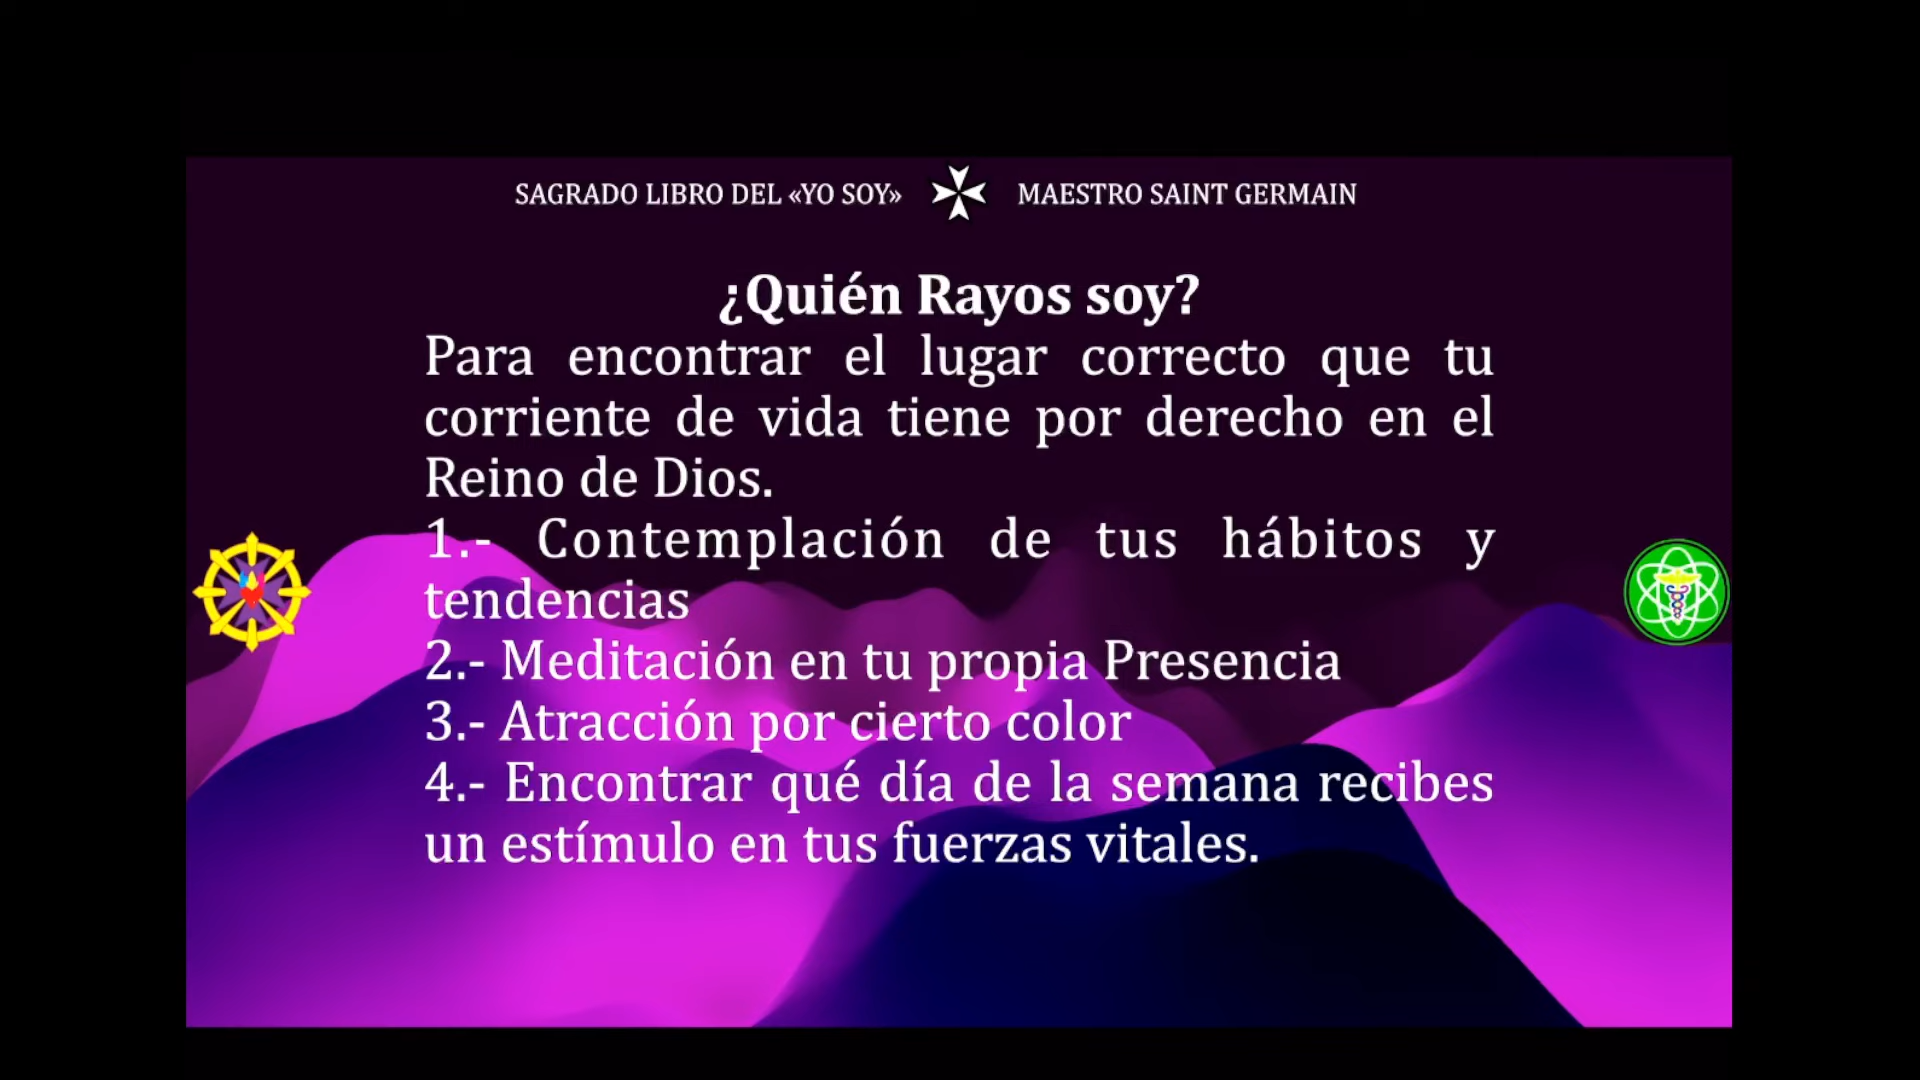 SAGRADO LIBRO DEL «YO SOY» MAESTRO SAINT GERMAIN
¿Quién Rayos soy?
Para encontrar el lugar correcto que tu
corriente de vida tiene por derecho en el
Reino de Dios.
1.- Contemplación de tus hábitos y
tendencias
2.- Meditación en tu propia Presencia
3.- Atracción por cierto color
4.- Encontrar qué día de la semana recibes
un estímulo en tus fuerzas vitales.